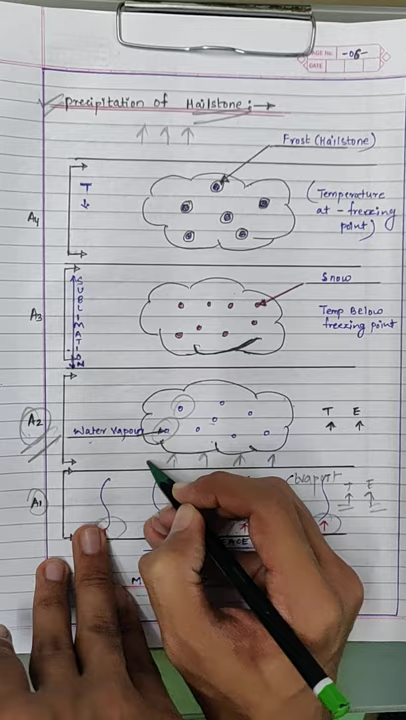 PAGE No. -06-
DATE
precipitation of Hailstone :→
Frost (Hailstone)
A4
T
(Temperature
at - freezing
point)
A3
SUBLIMATION
Snow
Temp Below
freezing point
A2
Water Vapour
T E
A1
T E